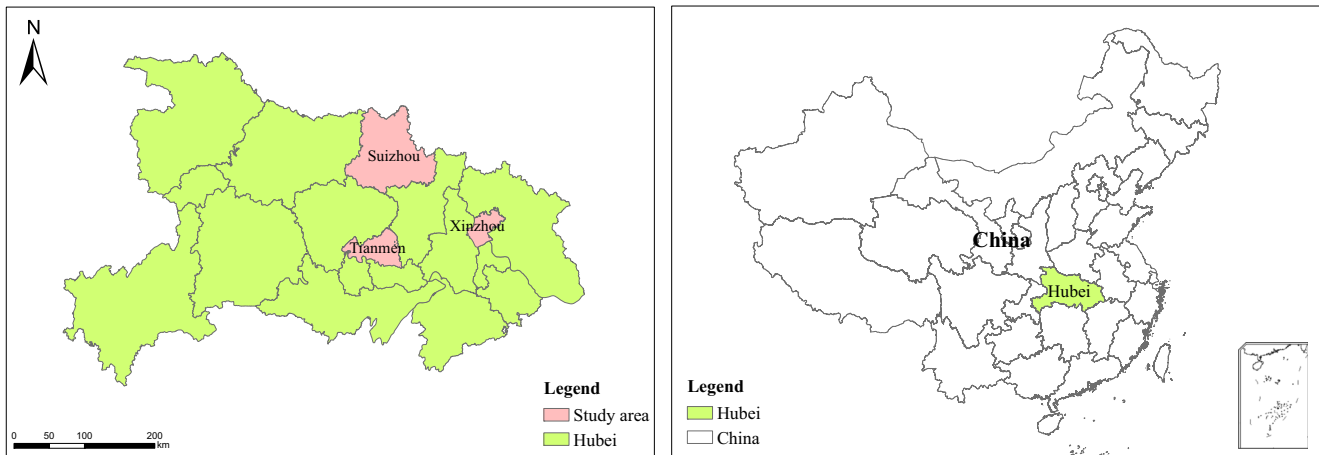 N
Suizhou
Xinzhou
Tianmen
Legend
Study area
Hubei
0 50 100 200
km
China
Hubei
Legend
Hubei
China